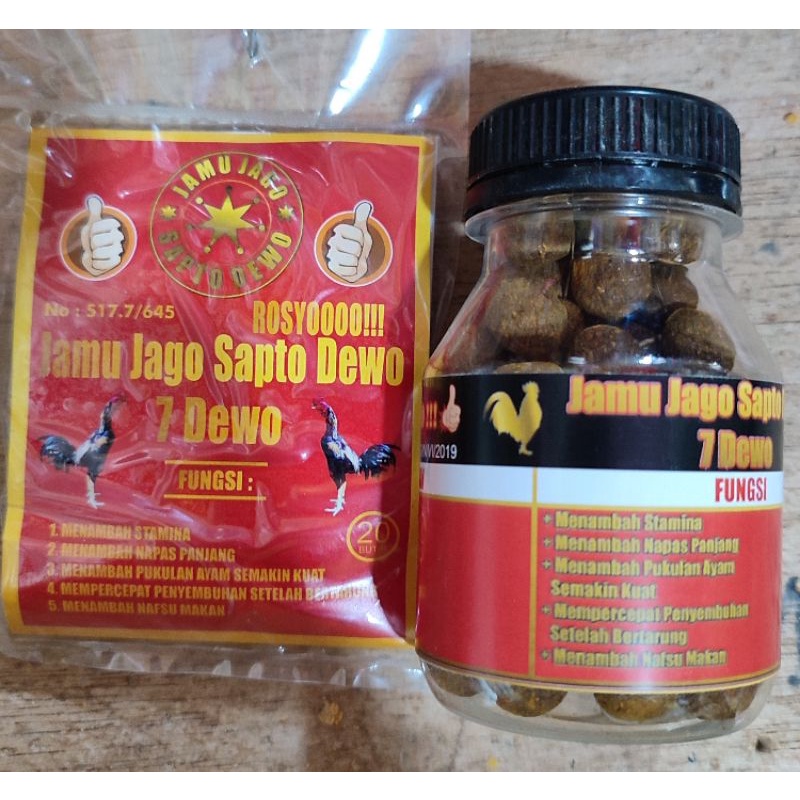 JAMU JAGO
SAPTO DEWO
No : 517.7/645
ROSYOOOO!!!
Jamu Jago Sapto Dewo
7 Dewo
FUNGSI :
1. MENAMBAH STAMINA
2. MENAMBAH NAPAS PANJANG
3. MENAMBAH PUKULAN AYAM SEMAKIN KUAT
4. MEMPERCEPAT PENYEMBUHAN SETELAH BERTARUNG
5. MENAMBAH NAFSU MAKAN
20
!!!
Jamu Jago Sapto
7 Dewo
/VI/2019
FUNGSI
+ Menambah Stamina
+ Menambah Napas Panjang
+ Menambah Pukulan Ayam
Semakin Kuat
+ Mempercepat Penyembuhan
Setelah Bertarung
+ Menambah Nafsu Makan